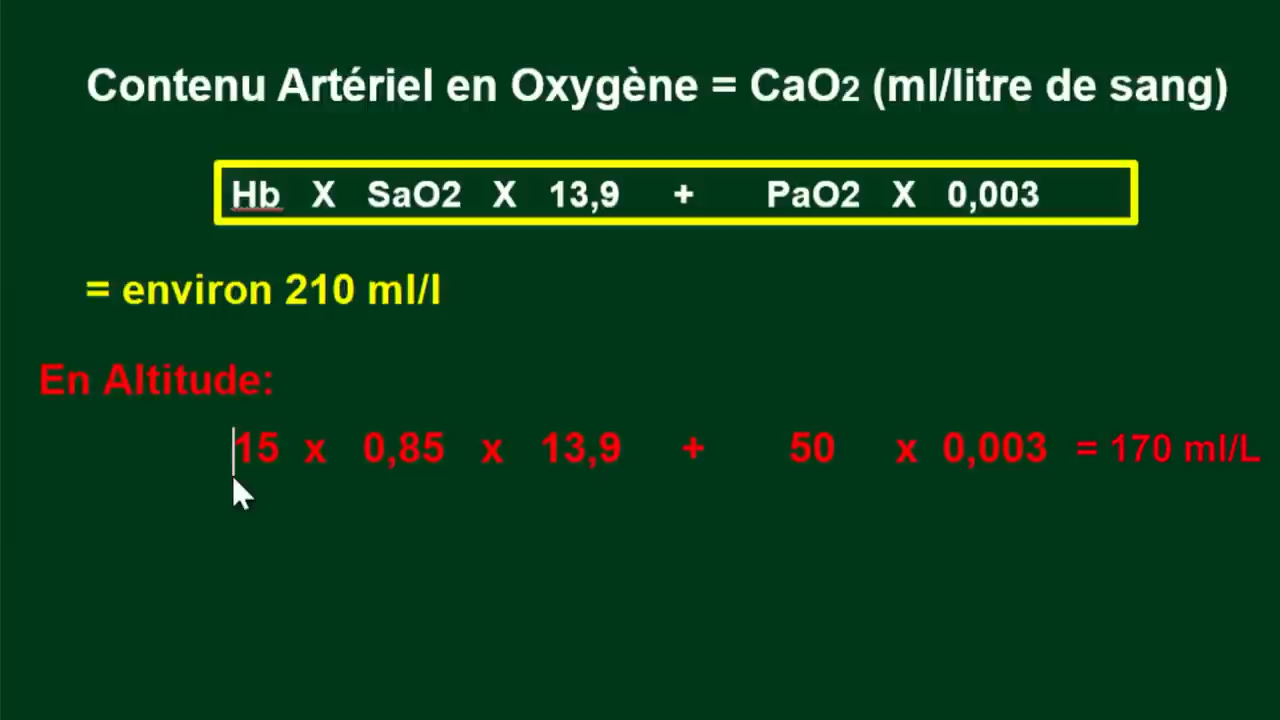 Contenu Artériel en Oxygène = CaO2 (ml/litre de sang)
Hb X SaO2 X 13,9 + PaO2 X 0,003
= environ 210 ml/l
En Altitude:
15 x 0,85 x 13,9 + 50 x 0,003 = 170 ml/L